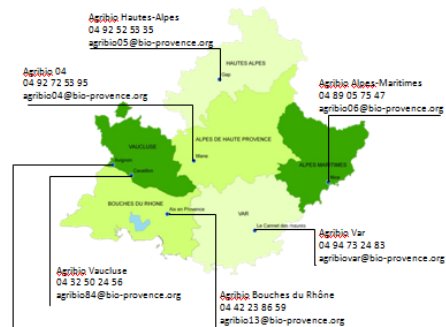 Agribio Hautes-Alpes
04 92 52 53 35
agribio05@bio-provence.org
Agribio 04
04 92 72 53 95
agribio04@bio-provence.org
Agribio Alpes-Maritimes
04 89 05 75 47
agribio06@bio-provence.org
HAUTES ALPES
Gap
VAUCLUSE
ALPES DE HAUTE PROVENCE
Avignon
Mane
Cavaillon
ALPES MARITIMES
Nice
BOUCHES DU RHONE
Aix en Provence
VAR
Le Cannet des maures
Agribio Var
04 94 73 24 83
agribiovar@bio-provence.org
Agribio Vaucluse
04 32 50 24 56
agribio84@bio-provence.org
Agribio Bouches du Rhône
04 42 23 86 59
agribio13@bio-provence.org